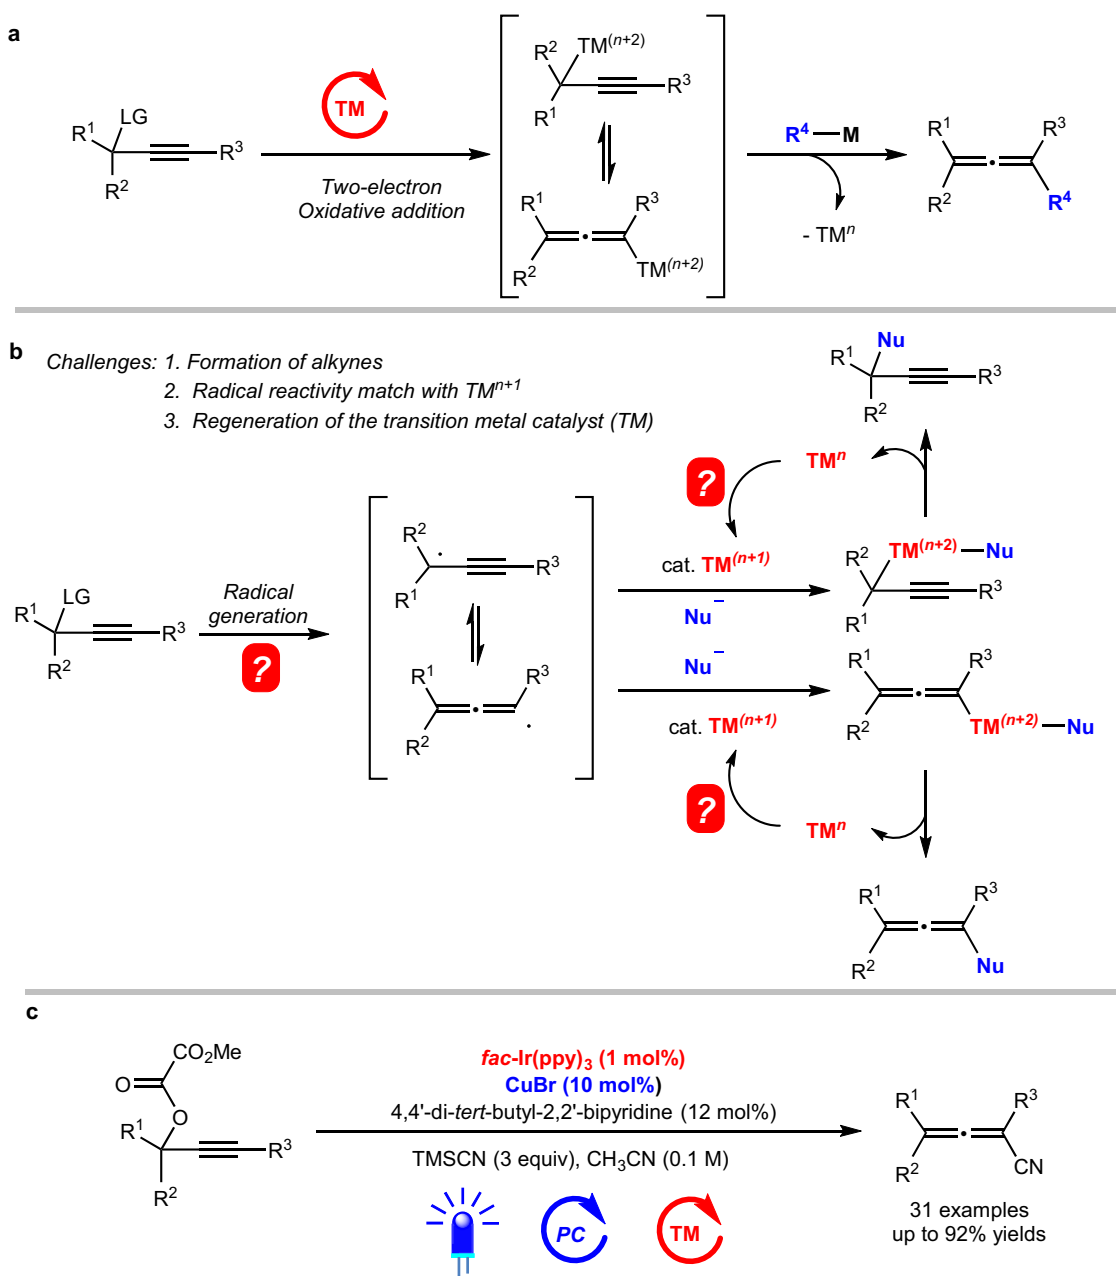 a
R² TM⁽ⁿ⁺²⁾
R³
R¹
LG
R¹
R³
R²
TM
Two-electron
Oxidative addition
R¹ R³
R² TM⁽ⁿ⁺²⁾
R⁴—M
- TMⁿ
R¹ R³
R² R⁴
b
Challenges: 1. Formation of alkynes
2. Radical reactivity match with TMⁿ⁺¹
3. Regeneration of the transition metal catalyst (TM)
Nu
R¹
R³
R²
? TMⁿ
LG
R¹
R³
R²
Radical
generation
?
R²
R³
R¹
R¹ R³
R²
cat. TM⁽ⁿ⁺¹⁾
Nu⁻
Nu⁻
cat. TM⁽ⁿ⁺¹⁾
TM⁽ⁿ⁺²⁾—Nu
R²
R³
R¹
R¹ R³
R² TM⁽ⁿ⁺²⁾—Nu
? TMⁿ
R¹ R³
R² Nu
c
CO₂Me
O
O
R¹
R³
R²
fac-Ir(ppy)₃ (1 mol%)
CuBr (10 mol%)
4,4'-di-tert-butyl-2,2'-bipyridine (12 mol%)
TMSCN (3 equiv), CH₃CN (0.1 M)
PC TM
R¹ R³
R² CN
31 examples
up to 92% yields